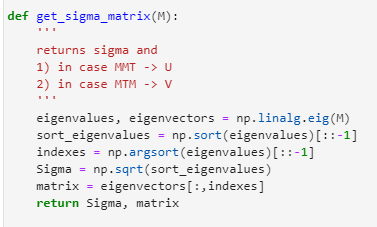 def get_sigma_matrix(M):
    '''
    returns sigma and
    1) in case MMT -> U
    2) in case MTM -> V
    '''
    eigenvalues, eigenvectors = np.linalg.eig(M)
    sort_eigenvalues = np.sort(eigenvalues)[::-1]
    indexes = np.argsort(eigenvalues)[::-1]
    Sigma = np.sqrt(sort_eigenvalues)
    matrix = eigenvectors[:,indexes]
    return Sigma, matrix